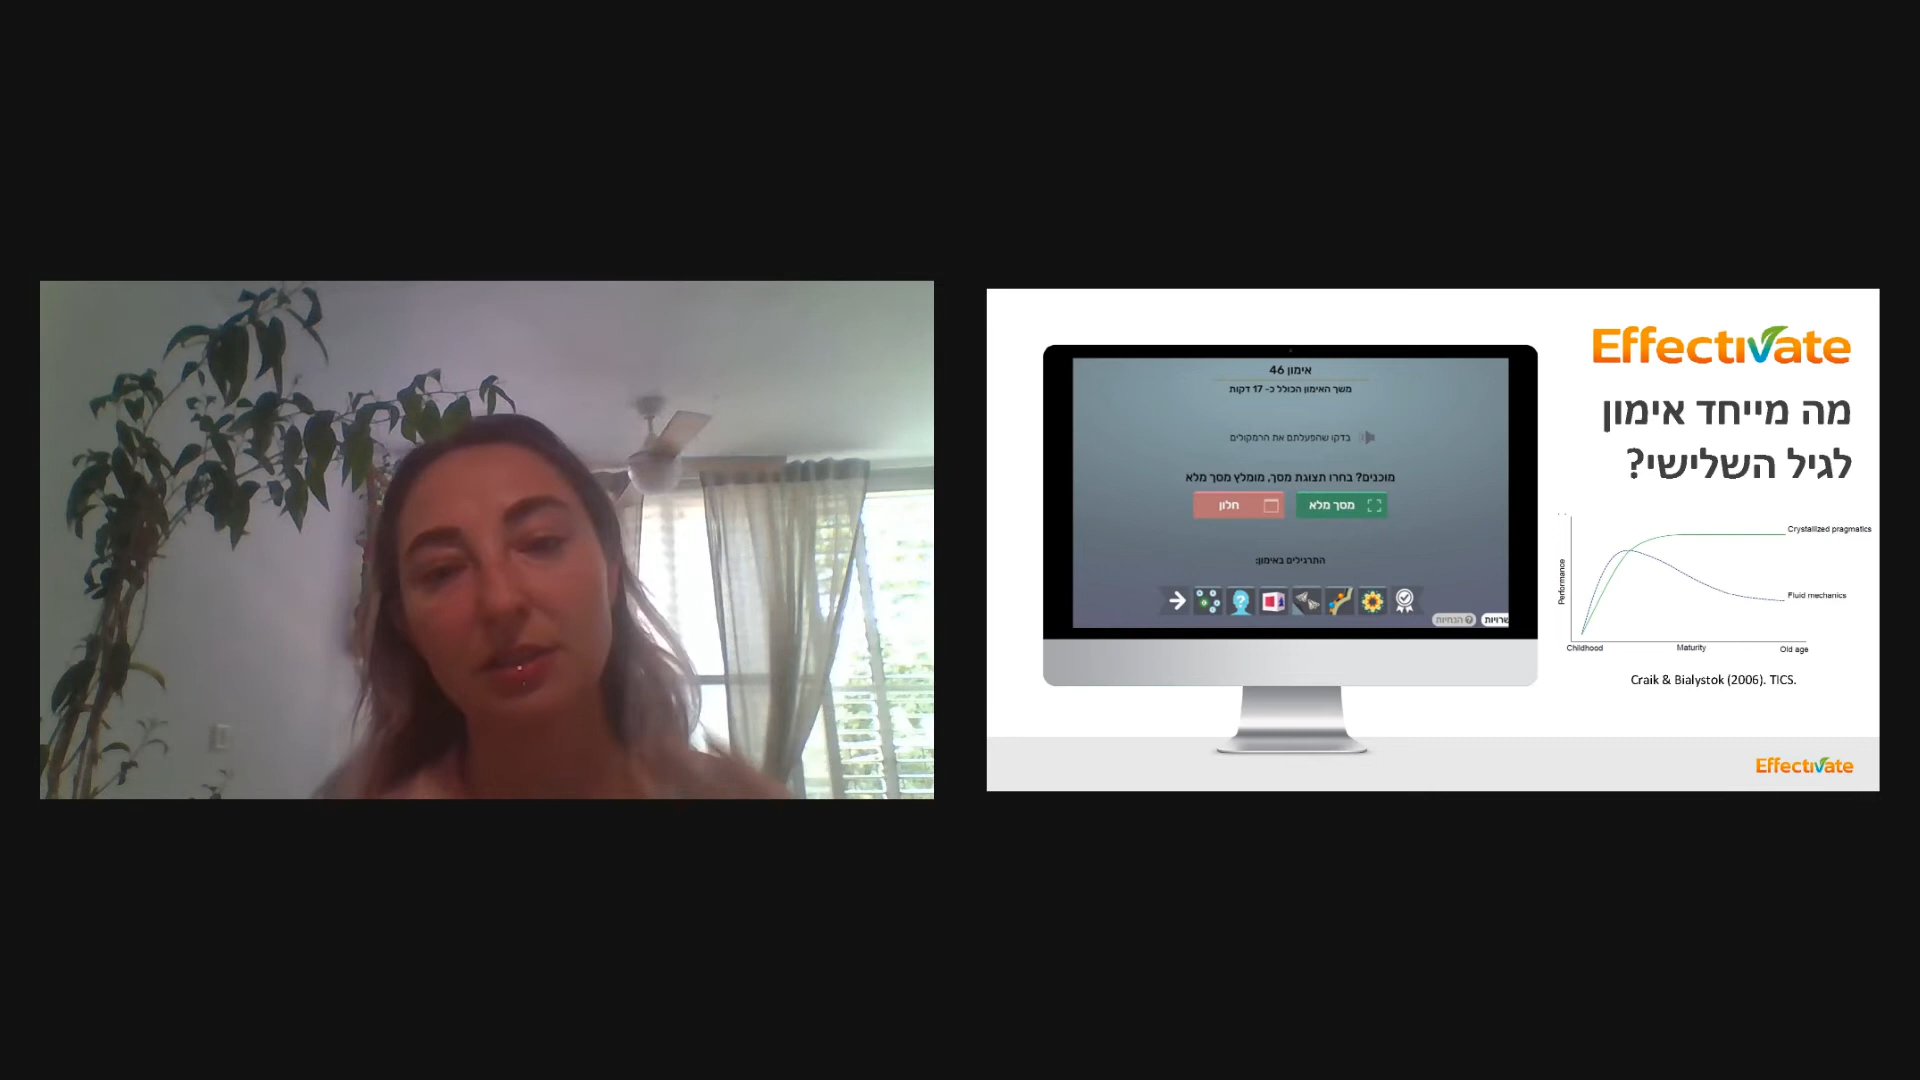 Effectivate
מה מייחד אימון
לגיל השלישי?
אימון 46
משך האימון הכולל כ- 17 דקות
בדקו שהפעלתם את הרמקולים
מוכנים? בחרו תצוגת מסך, מומלץ מסך מלא
מסך מלא
חלון
התרגילים באימון:
הנחיות
Performance
Crystallized pragmatics
Fluid mechanics
Childhood
Maturity
Old age
Craik & Bialystok (2006). TICS.
Effectivate